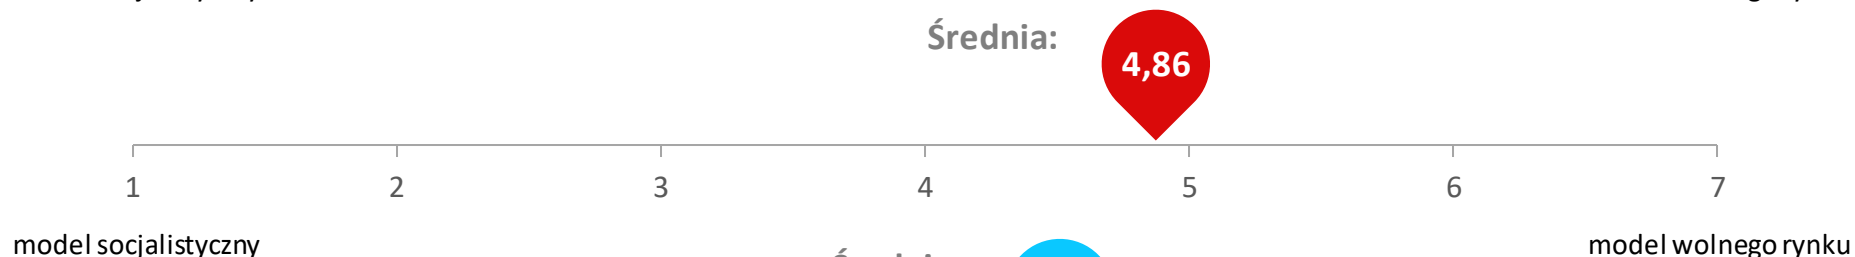 Średnia:
4,86
1 2 3 4 5 6 7
model socjalistyczny model wolnego rynku